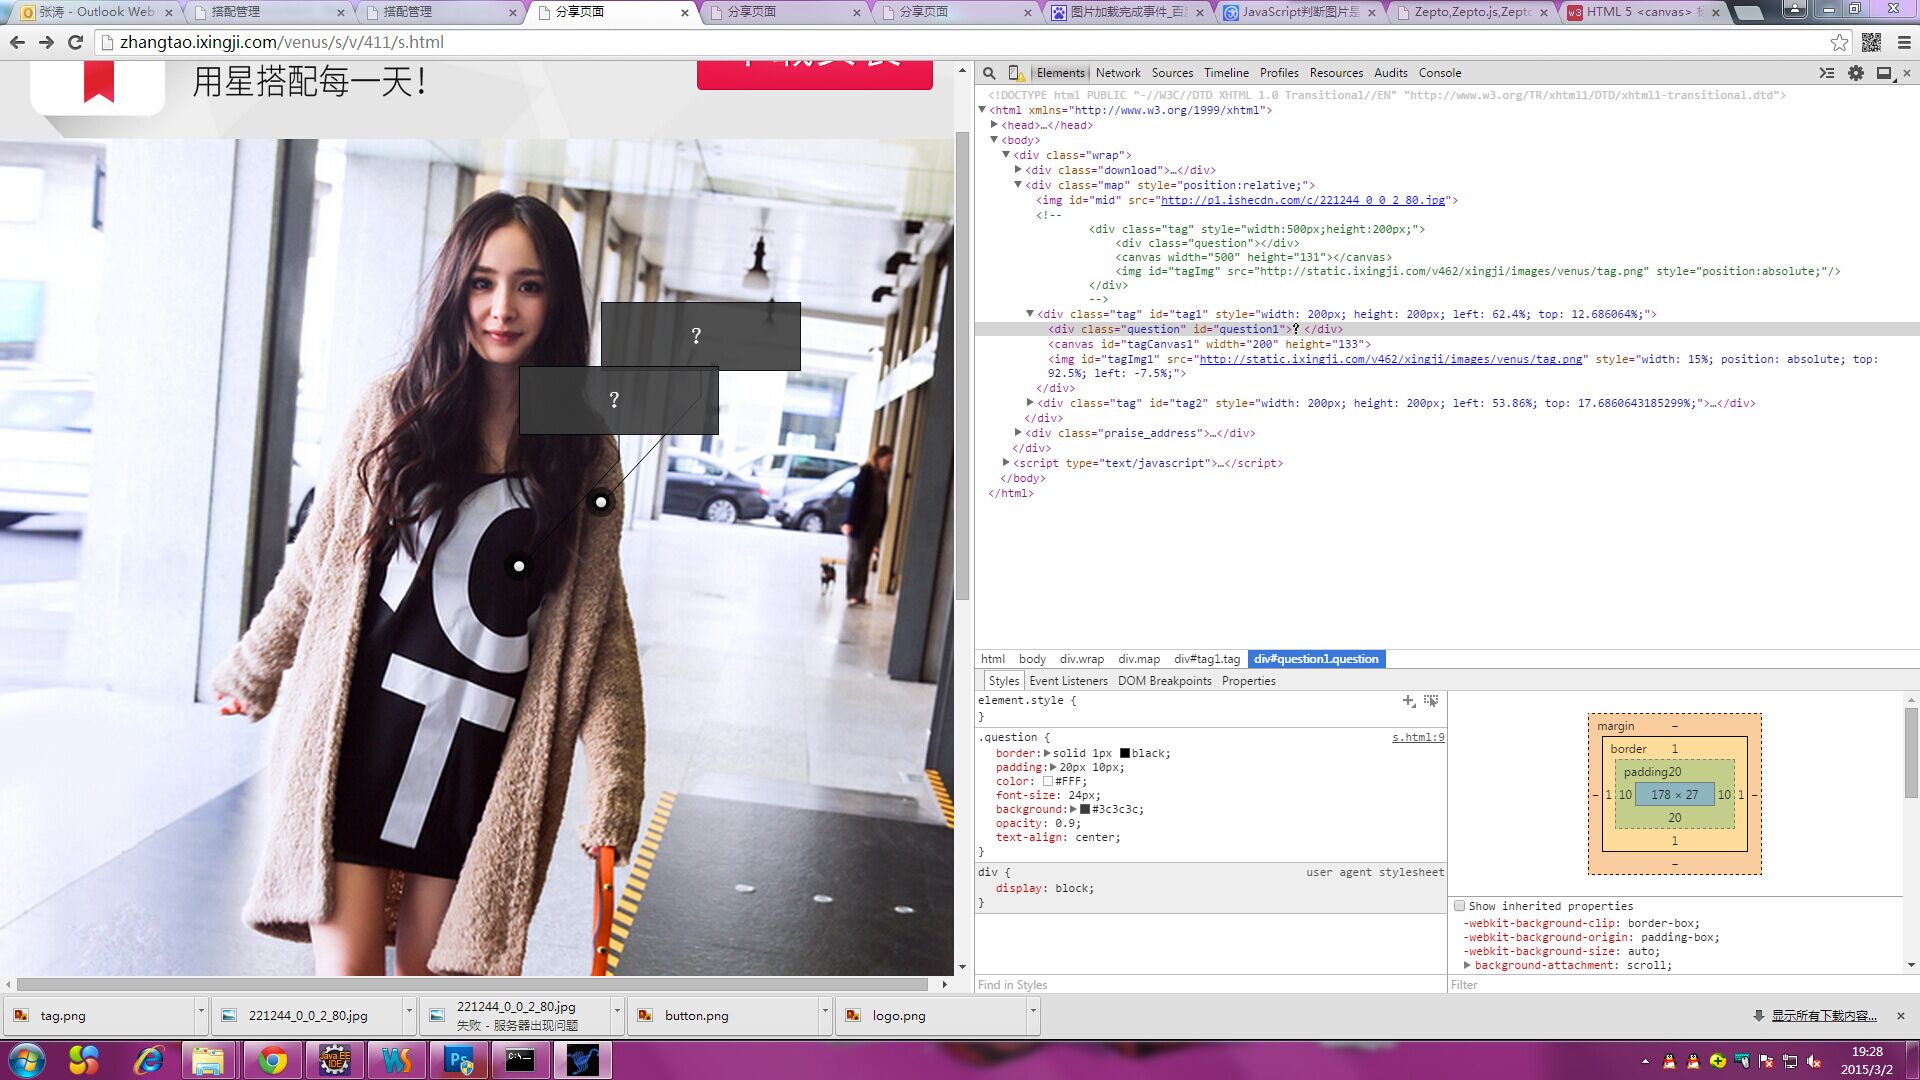 张涛 - Outlook Web
搭配管理
搭配管理
分享页面
分享页面
分享页面
图片加载完成事件_百
JavaScript判断图片是
Zepto,Zepto.js,Zepto
HTML 5 <canvas> 标
zhangtao.ixingji.com/venus/s/v/411/s.html
用星搭配每一天!
?
?
YOU
T
Elements Network Sources Timeline Profiles Resources Audits Console
<!DOCTYPE html PUBLIC "-//W3C//DTD XHTML 1.0 Transitional//EN" "http://www.w3.org/TR/xhtml1/DTD/xhtml1-transitional.dtd">
<html xmlns="http://www.w3.org/1999/xhtml">
<head>…</head>
<body>
<div class="wrap">
<div class="download">…</div>
<div class="map" style="position:relative;">
<img id="mid" src="http://p1.ishecdn.com/c/221244_0_0_2_80.jpg">
<!--
<div class="tag" style="width:500px;height:200px;">
<div class="question"></div>
<canvas width="500" height="131"></canvas>
<img id="tagImg" src="http://static.ixingji.com/v462/xingji/images/venus/tag.png" style="position:absolute;"/>
</div>
-->
<div class="tag" id="tag1" style="width: 200px; height: 200px; left: 62.4%; top: 12.686064%;">
<div class="question" id="question1">? </div>
<canvas id="tagCanvas1" width="200" height="133">
<img id="tagImg1" src="http://static.ixingji.com/v462/xingji/images/venus/tag.png" style="width: 15%; position: absolute; top:
92.5%; left: -7.5%;">
</div>
<div class="tag" id="tag2" style="width: 200px; height: 200px; left: 53.86%; top: 17.6860643185299%;">…</div>
</div>
<div class="praise_address">…</div>
</div>
<script type="text/javascript">…</script>
</body>
</html>
html body div.wrap div.map div#tag1.tag div#question1.question
Styles Event Listeners DOM Breakpoints Properties
element.style {
}
.question { s.html:9
border: solid 1px black;
padding: 20px 10px;
color: #FFF;
font-size: 24px;
background: #3c3c3c;
opacity: 0.9;
text-align: center;
}
div { user agent stylesheet
display: block;
}
margin –
border 1
padding20
– 1 10 178 × 27 10 1 –
20
1
–
Show inherited properties
-webkit-background-clip: border-box;
-webkit-background-origin: padding-box;
-webkit-background-size: auto;
background-attachment: scroll;
Find in Styles
Filter
tag.png
221244_0_0_2_80.jpg
221244_0_0_2_80.jpg
失败 - 服务器出现问题
button.png
logo.png
显示所有下载内容...
19:28
2015/3/2